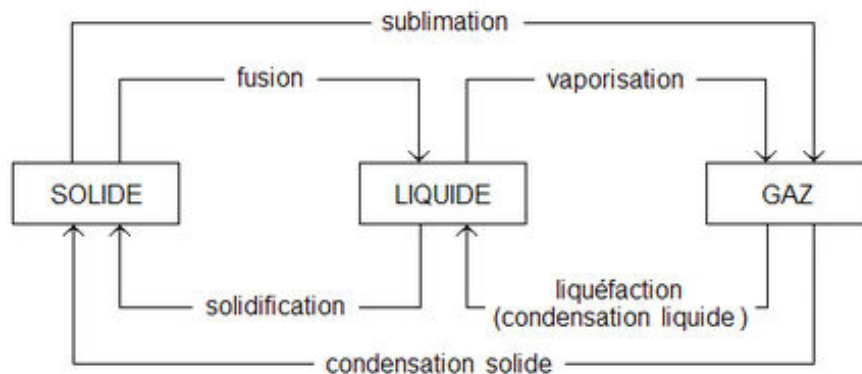 sublimation
fusion
vaporisation
SOLIDE
LIQUIDE
GAZ
solidification
liquéfaction
(condensation liquide )
condensation solide